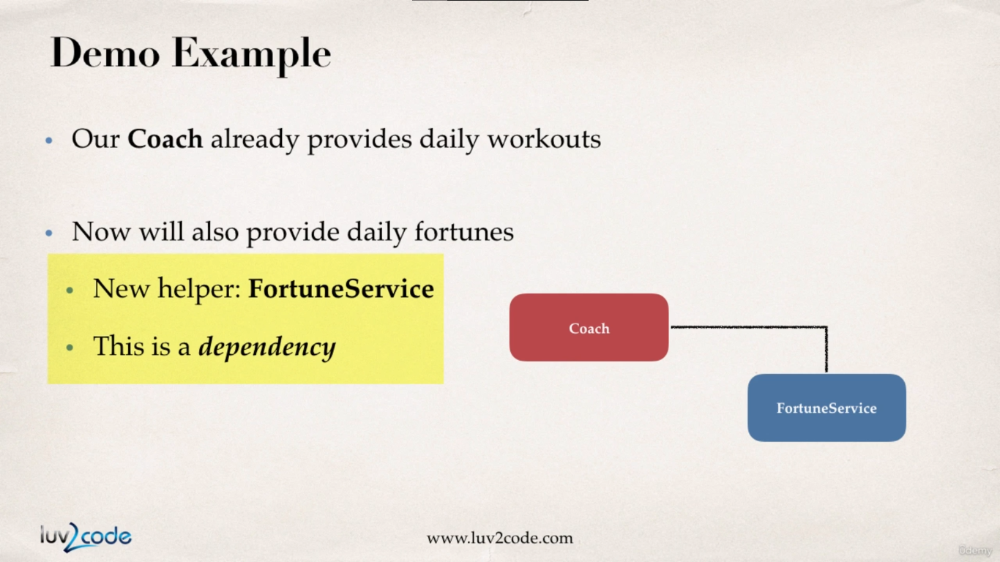 Demo Example
• Our Coach already provides daily workouts
• Now will also provide daily fortunes
• New helper: FortuneService
• This is a dependency
Coach
FortuneService
luv2code
www.luv2code.com
ûdemy